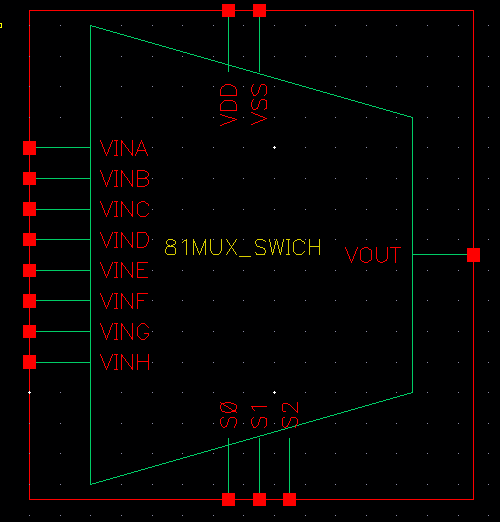 VDD
VSS
VINA
VINB
VINC
VIND
VINE
VINF
VING
VINH
81MUX_SWICH
VOUT
S0
S1
S2